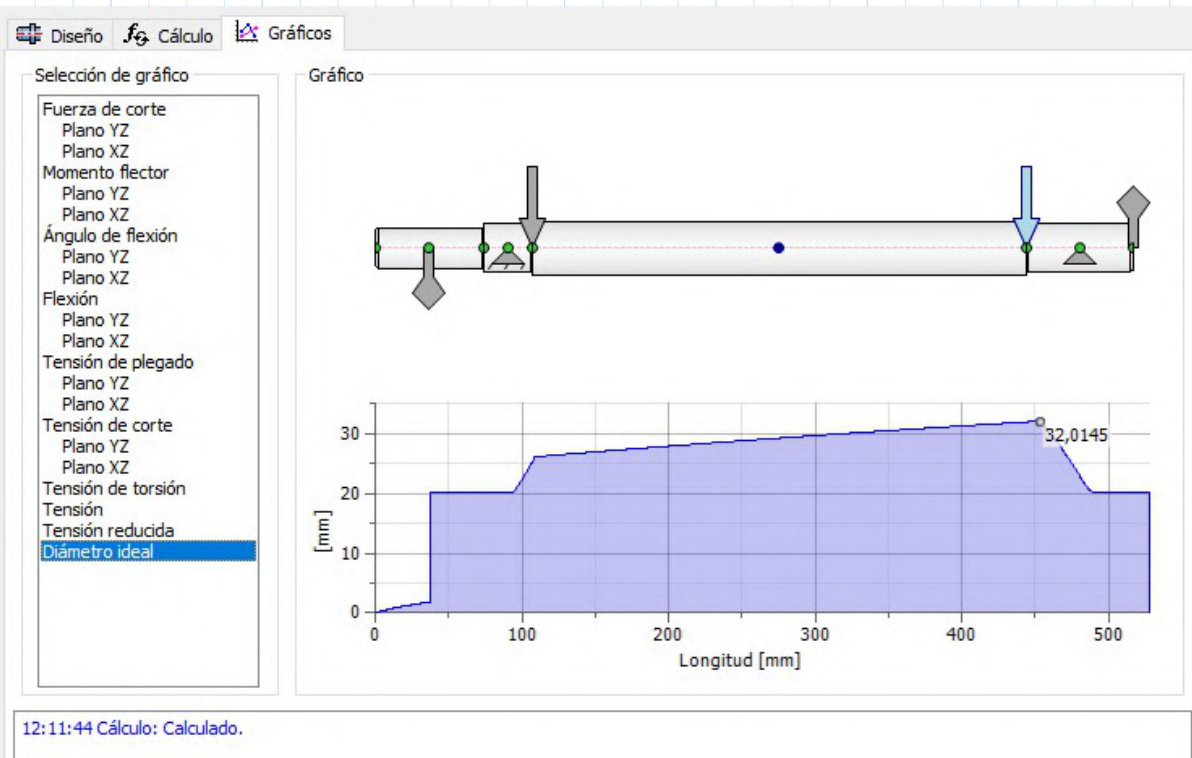 Diseño Cálculo Gráficos
Selección de gráfico
Fuerza de corte
Plano YZ
Plano XZ
Momento flector
Plano YZ
Plano XZ
Ángulo de flexión
Plano YZ
Plano XZ
Flexión
Plano YZ
Plano XZ
Tensión de plegado
Plano YZ
Plano XZ
Tensión de corte
Plano YZ
Plano XZ
Tensión de torsión
Tensión
Tensión reducida
Diámetro ideal
Gráfico
30
20
10
0
[mm]
32,0145
0 100 200 300 400 500
Longitud [mm]
12:11:44 Cálculo: Calculado.